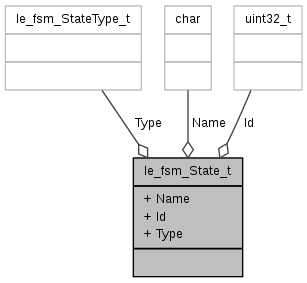 le_fsm_StateType_t
char
uint32_t
Type
Name
Id
le_fsm_State_t
+ Name
+ Id
+ Type